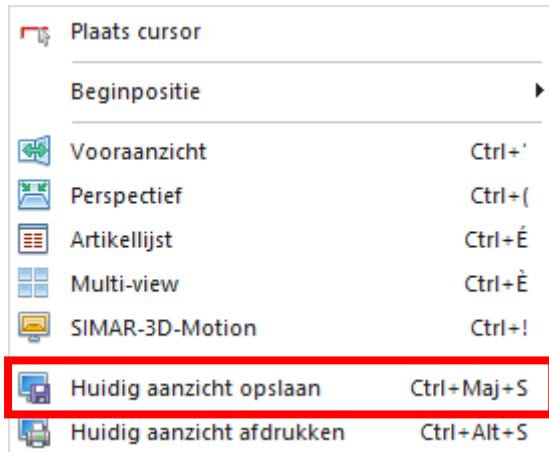 Plaats cursor
Beginpositie
Vooraanzicht Ctrl+'
Perspectief Ctrl+(
Artikellijst Ctrl+É
Multi-view Ctrl+È
SIMAR-3D-Motion Ctrl+!
Huidig aanzicht opslaan Ctrl+Maj+S
Huidig aanzicht afdrukken Ctrl+Alt+S